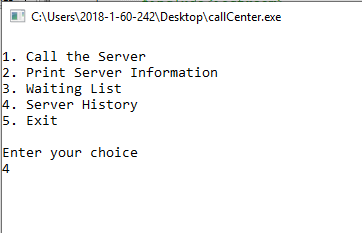 C:\Users\2018-1-60-242\Desktop\callCenter.exe
1. Call the Server
2. Print Server Information
3. Waiting List
4. Server History
5. Exit
Enter your choice
4